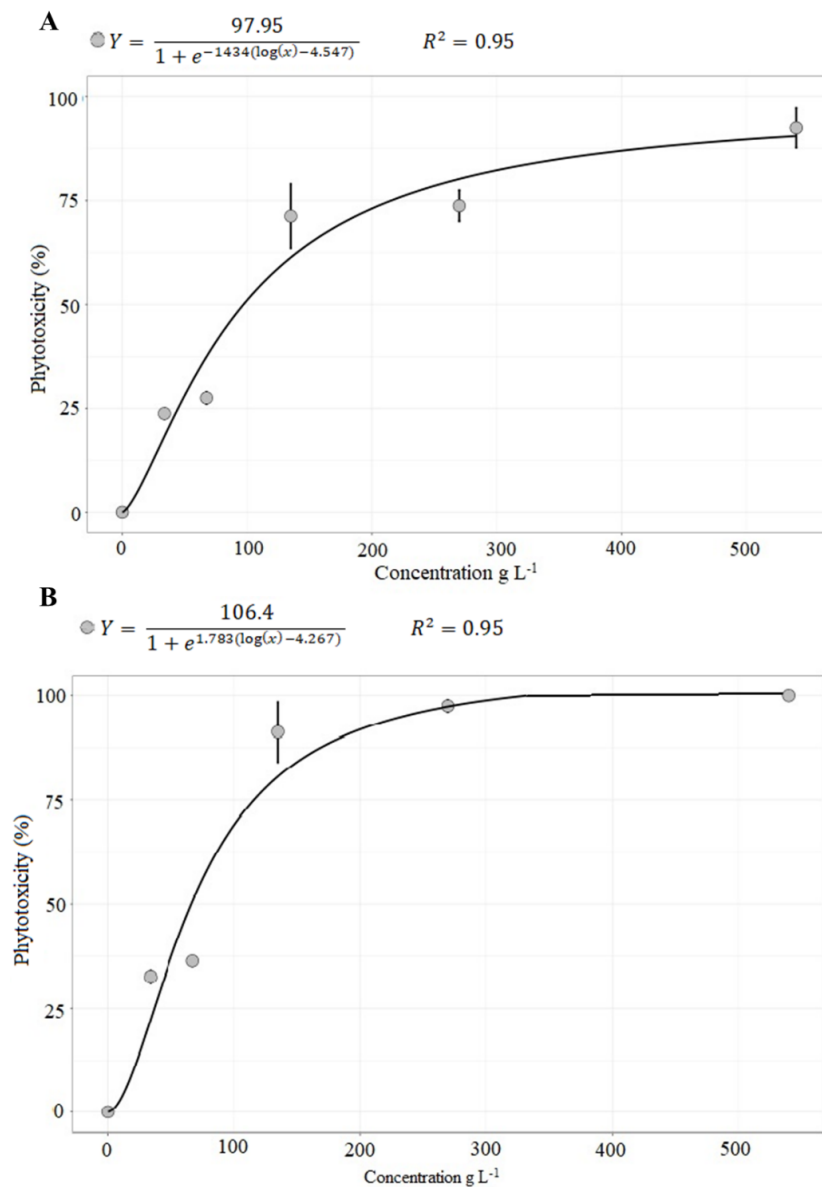 A
Y = 97.95 / (1 + e^{-1434(log(x)-4.547)}) R² = 0.95
100
75
50
25
0
Phytotoxicity (%)
0 100 200 300 400 500
Concentration g L⁻¹
B
Y = 106.4 / (1 + e^{1.783(log(x)-4.267)}) R² = 0.95
100
75
50
25
0
Phytotoxicity (%)
0 100 200 300 400 500
Concentration g L⁻¹